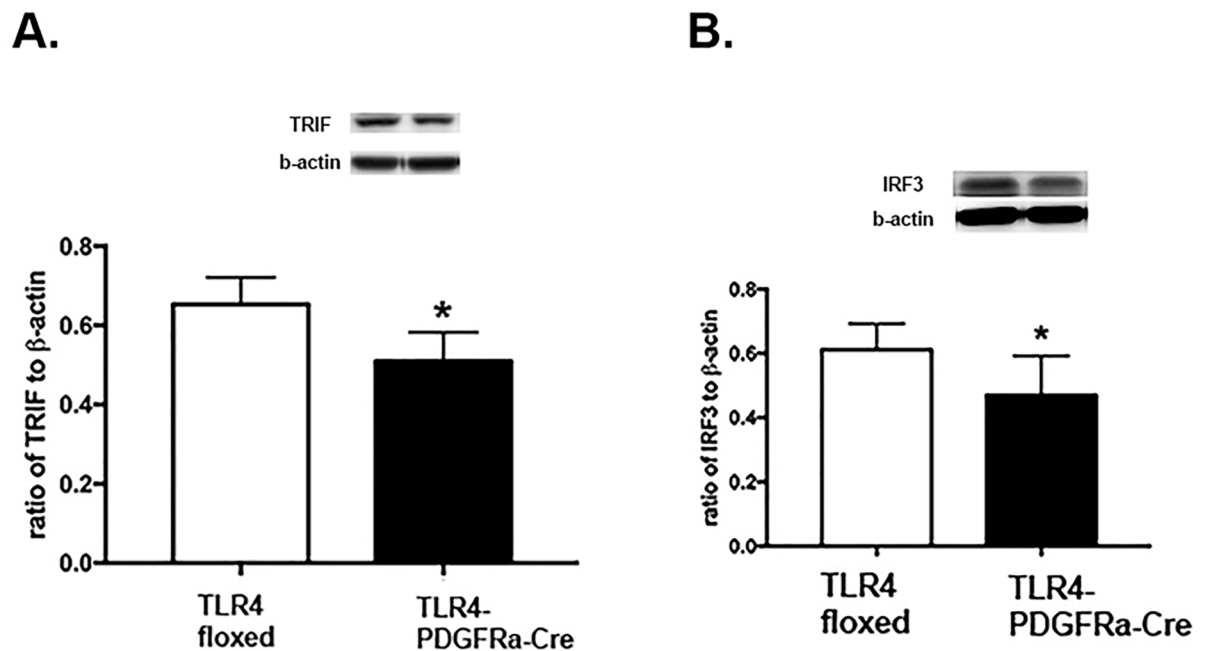 A.
TRIF
b-actin
ratio of TRIF to β-actin
0.8
0.6
0.4
0.2
0.0
*
TLR4
floxed
TLR4-
PDGFRa-Cre
B.
IRF3
b-actin
ratio of IRF3 to β-actin
0.8
0.6
0.4
0.2
0.0
*
TLR4
floxed
TLR4-
PDGFRa-Cre